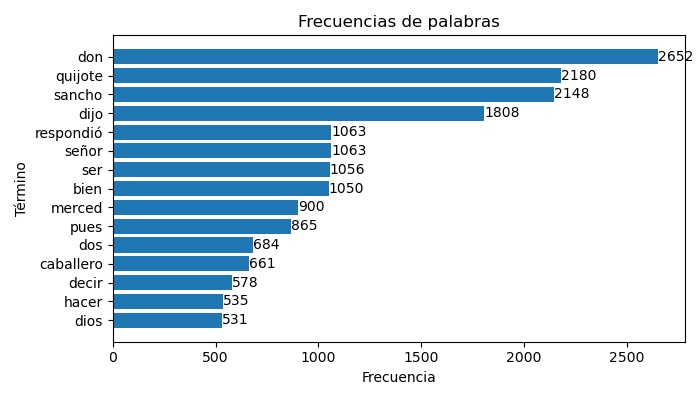 Frecuencias de palabras
Término
don 2652
quijote 2180
sancho 2148
dijo 1808
respondió 1063
señor 1063
ser 1056
bien 1050
merced 900
pues 865
dos 684
caballero 661
decir 578
hacer 535
dios 531
0 500 1000 1500 2000 2500
Frecuencia